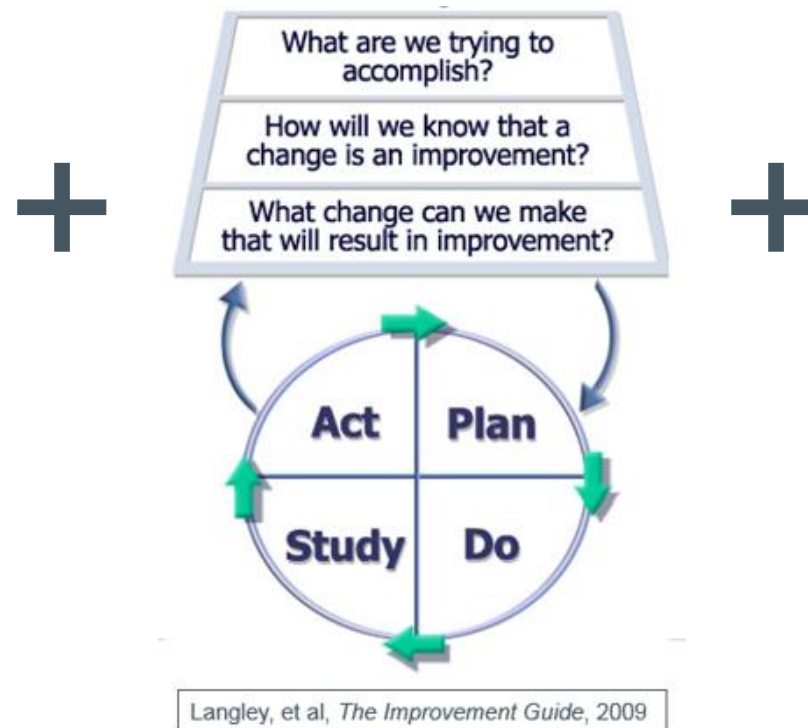 What are we trying to
accomplish?
How will we know that a
change is an improvement?
What change can we make
that will result in improvement?
Act Plan
Study Do
Langley, et al, The Improvement Guide, 2009